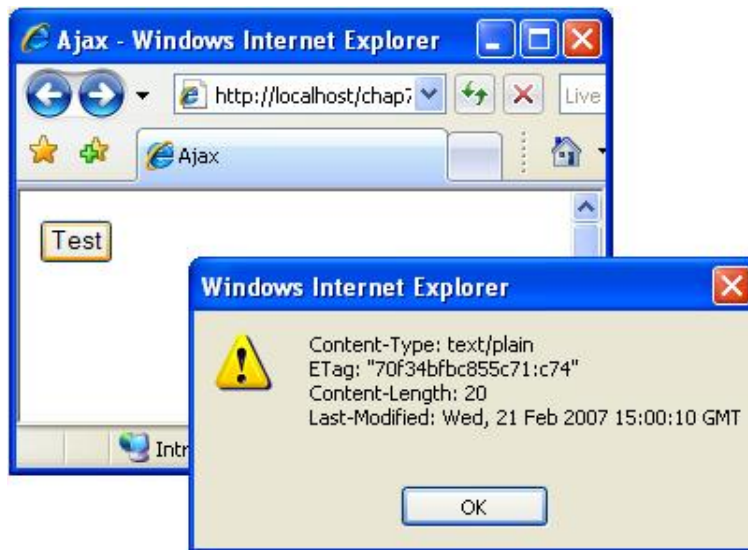 Ajax - Windows Internet Explorer
http://localhost/chap7
Live
Ajax
Test
Windows Internet Explorer
Content-Type: text/plain
ETag: "70f34bfbc855c71:c74"
Content-Length: 20
Last-Modified: Wed, 21 Feb 2007 15:00:10 GMT
Intr
OK